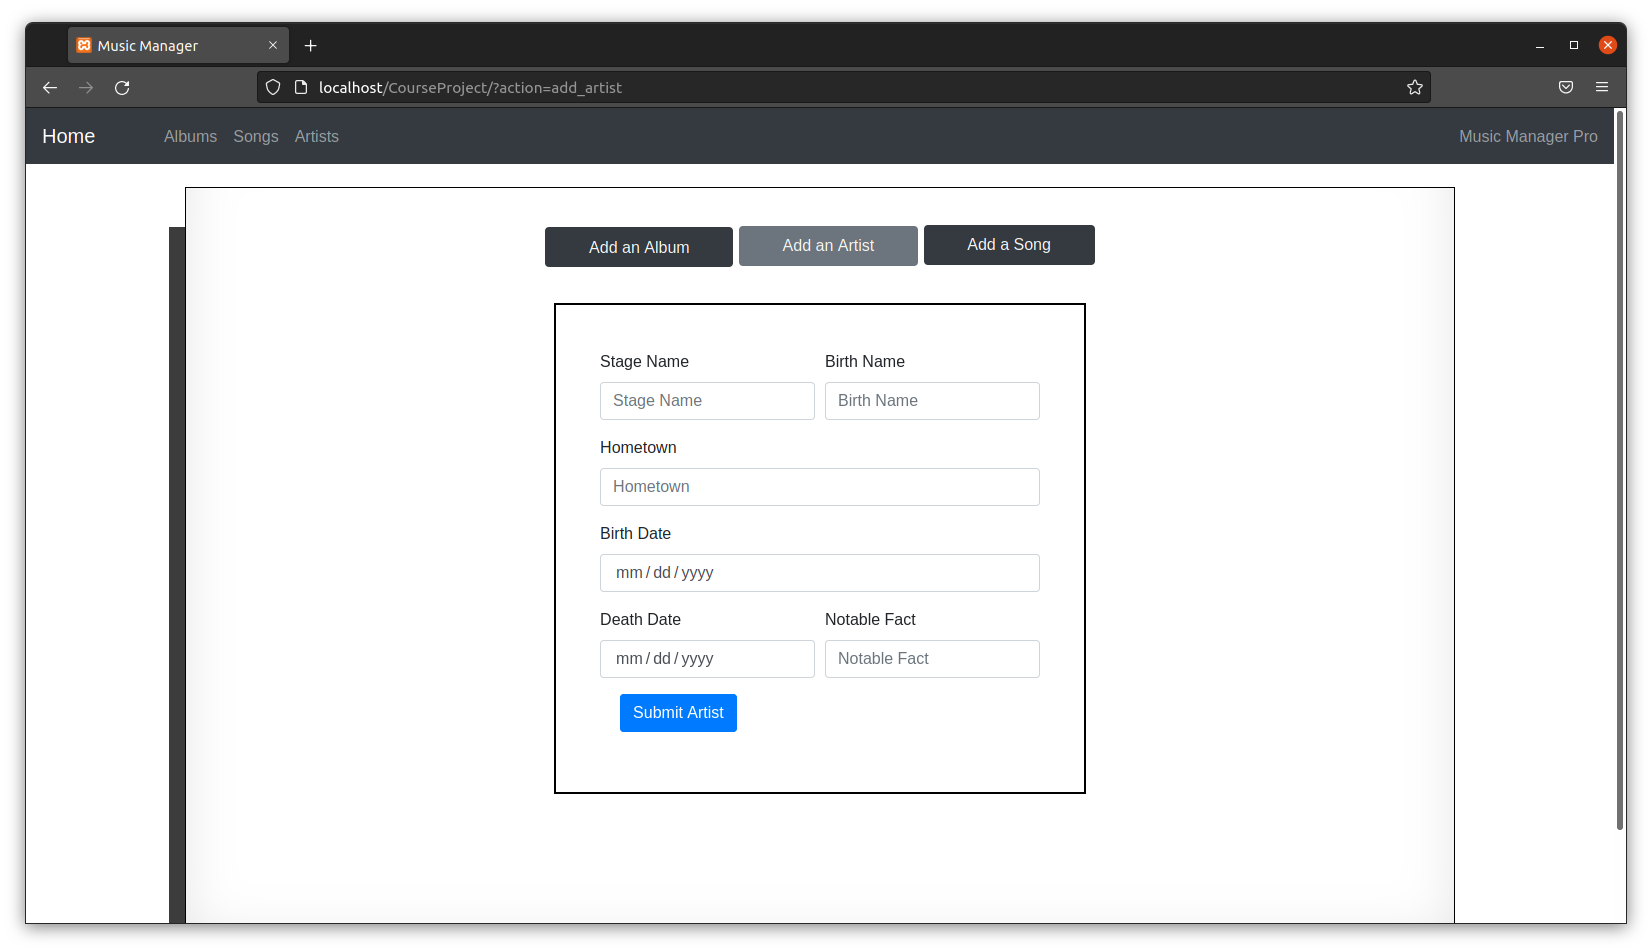 Music Manager
localhost/CourseProject/?action=add_artist
Home Albums Songs Artists Music Manager Pro
Add an Album Add an Artist Add a Song
Stage Name Birth Name
Stage Name Birth Name
Hometown
Hometown
Birth Date
mm/dd/yyyy
Death Date Notable Fact
mm/dd/yyyy Notable Fact
Submit Artist